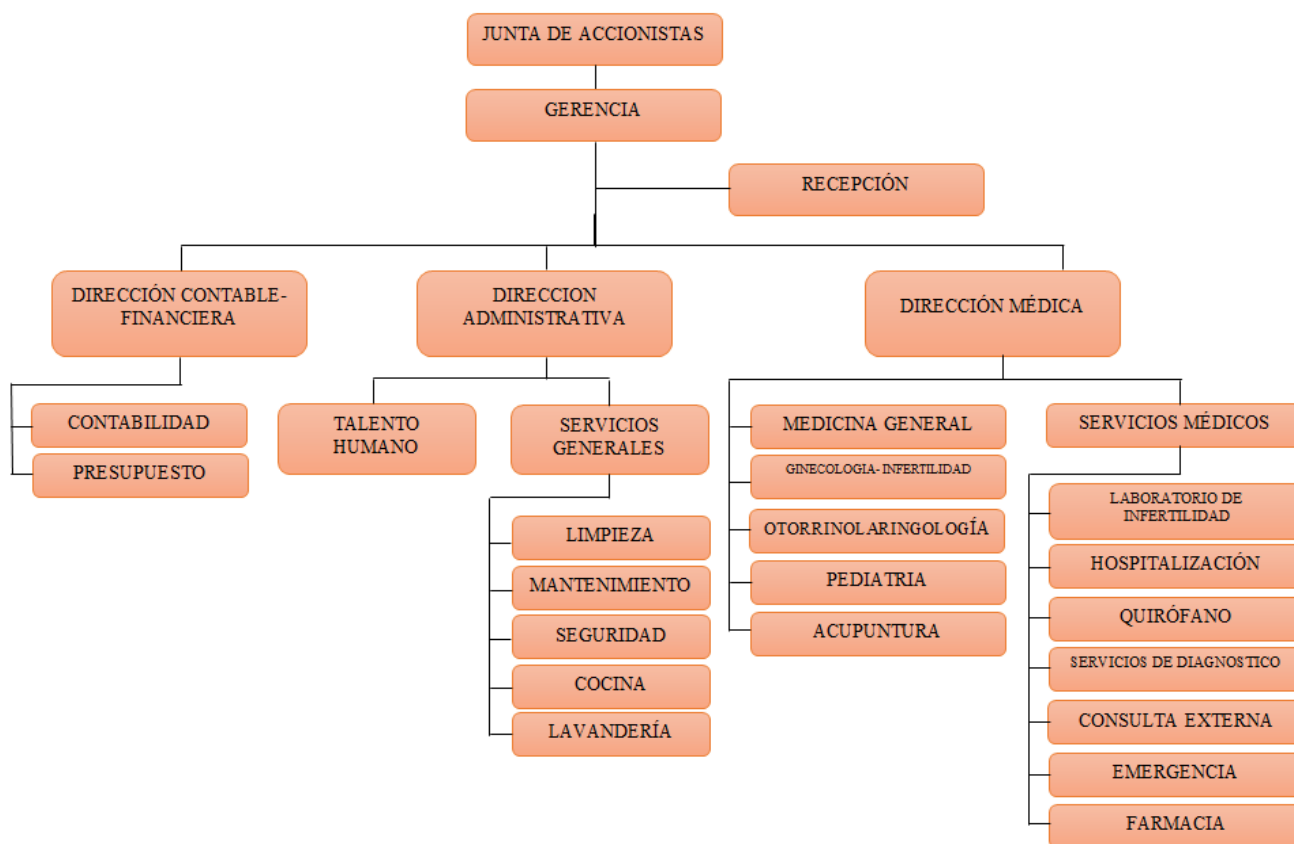 JUNTA DE ACCIONISTAS
GERENCIA
RECEPCIÓN
DIRECCIÓN CONTABLE-
FINANCIERA
DIRECCION
ADMINISTRATIVA
DIRECCIÓN MÉDICA
CONTABILIDAD
PRESUPUESTO
TALENTO
HUMANO
SERVICIOS
GENERALES
LIMPIEZA
MANTENIMIENTO
SEGURIDAD
COCINA
LAVANDERÍA
MEDICINA GENERAL
GINECOLOGIA- INFERTILIDAD
OTORRINOLARINGOLOGÍA
PEDIATRIA
ACUPUNTURA
SERVICIOS MÉDICOS
LABORATORIO DE
INFERTILIDAD
HOSPITALIZACIÓN
QUIRÓFANO
SERVICIOS DE DIAGNOSTICO
CONSULTA EXTERNA
EMERGENCIA
FARMACIA